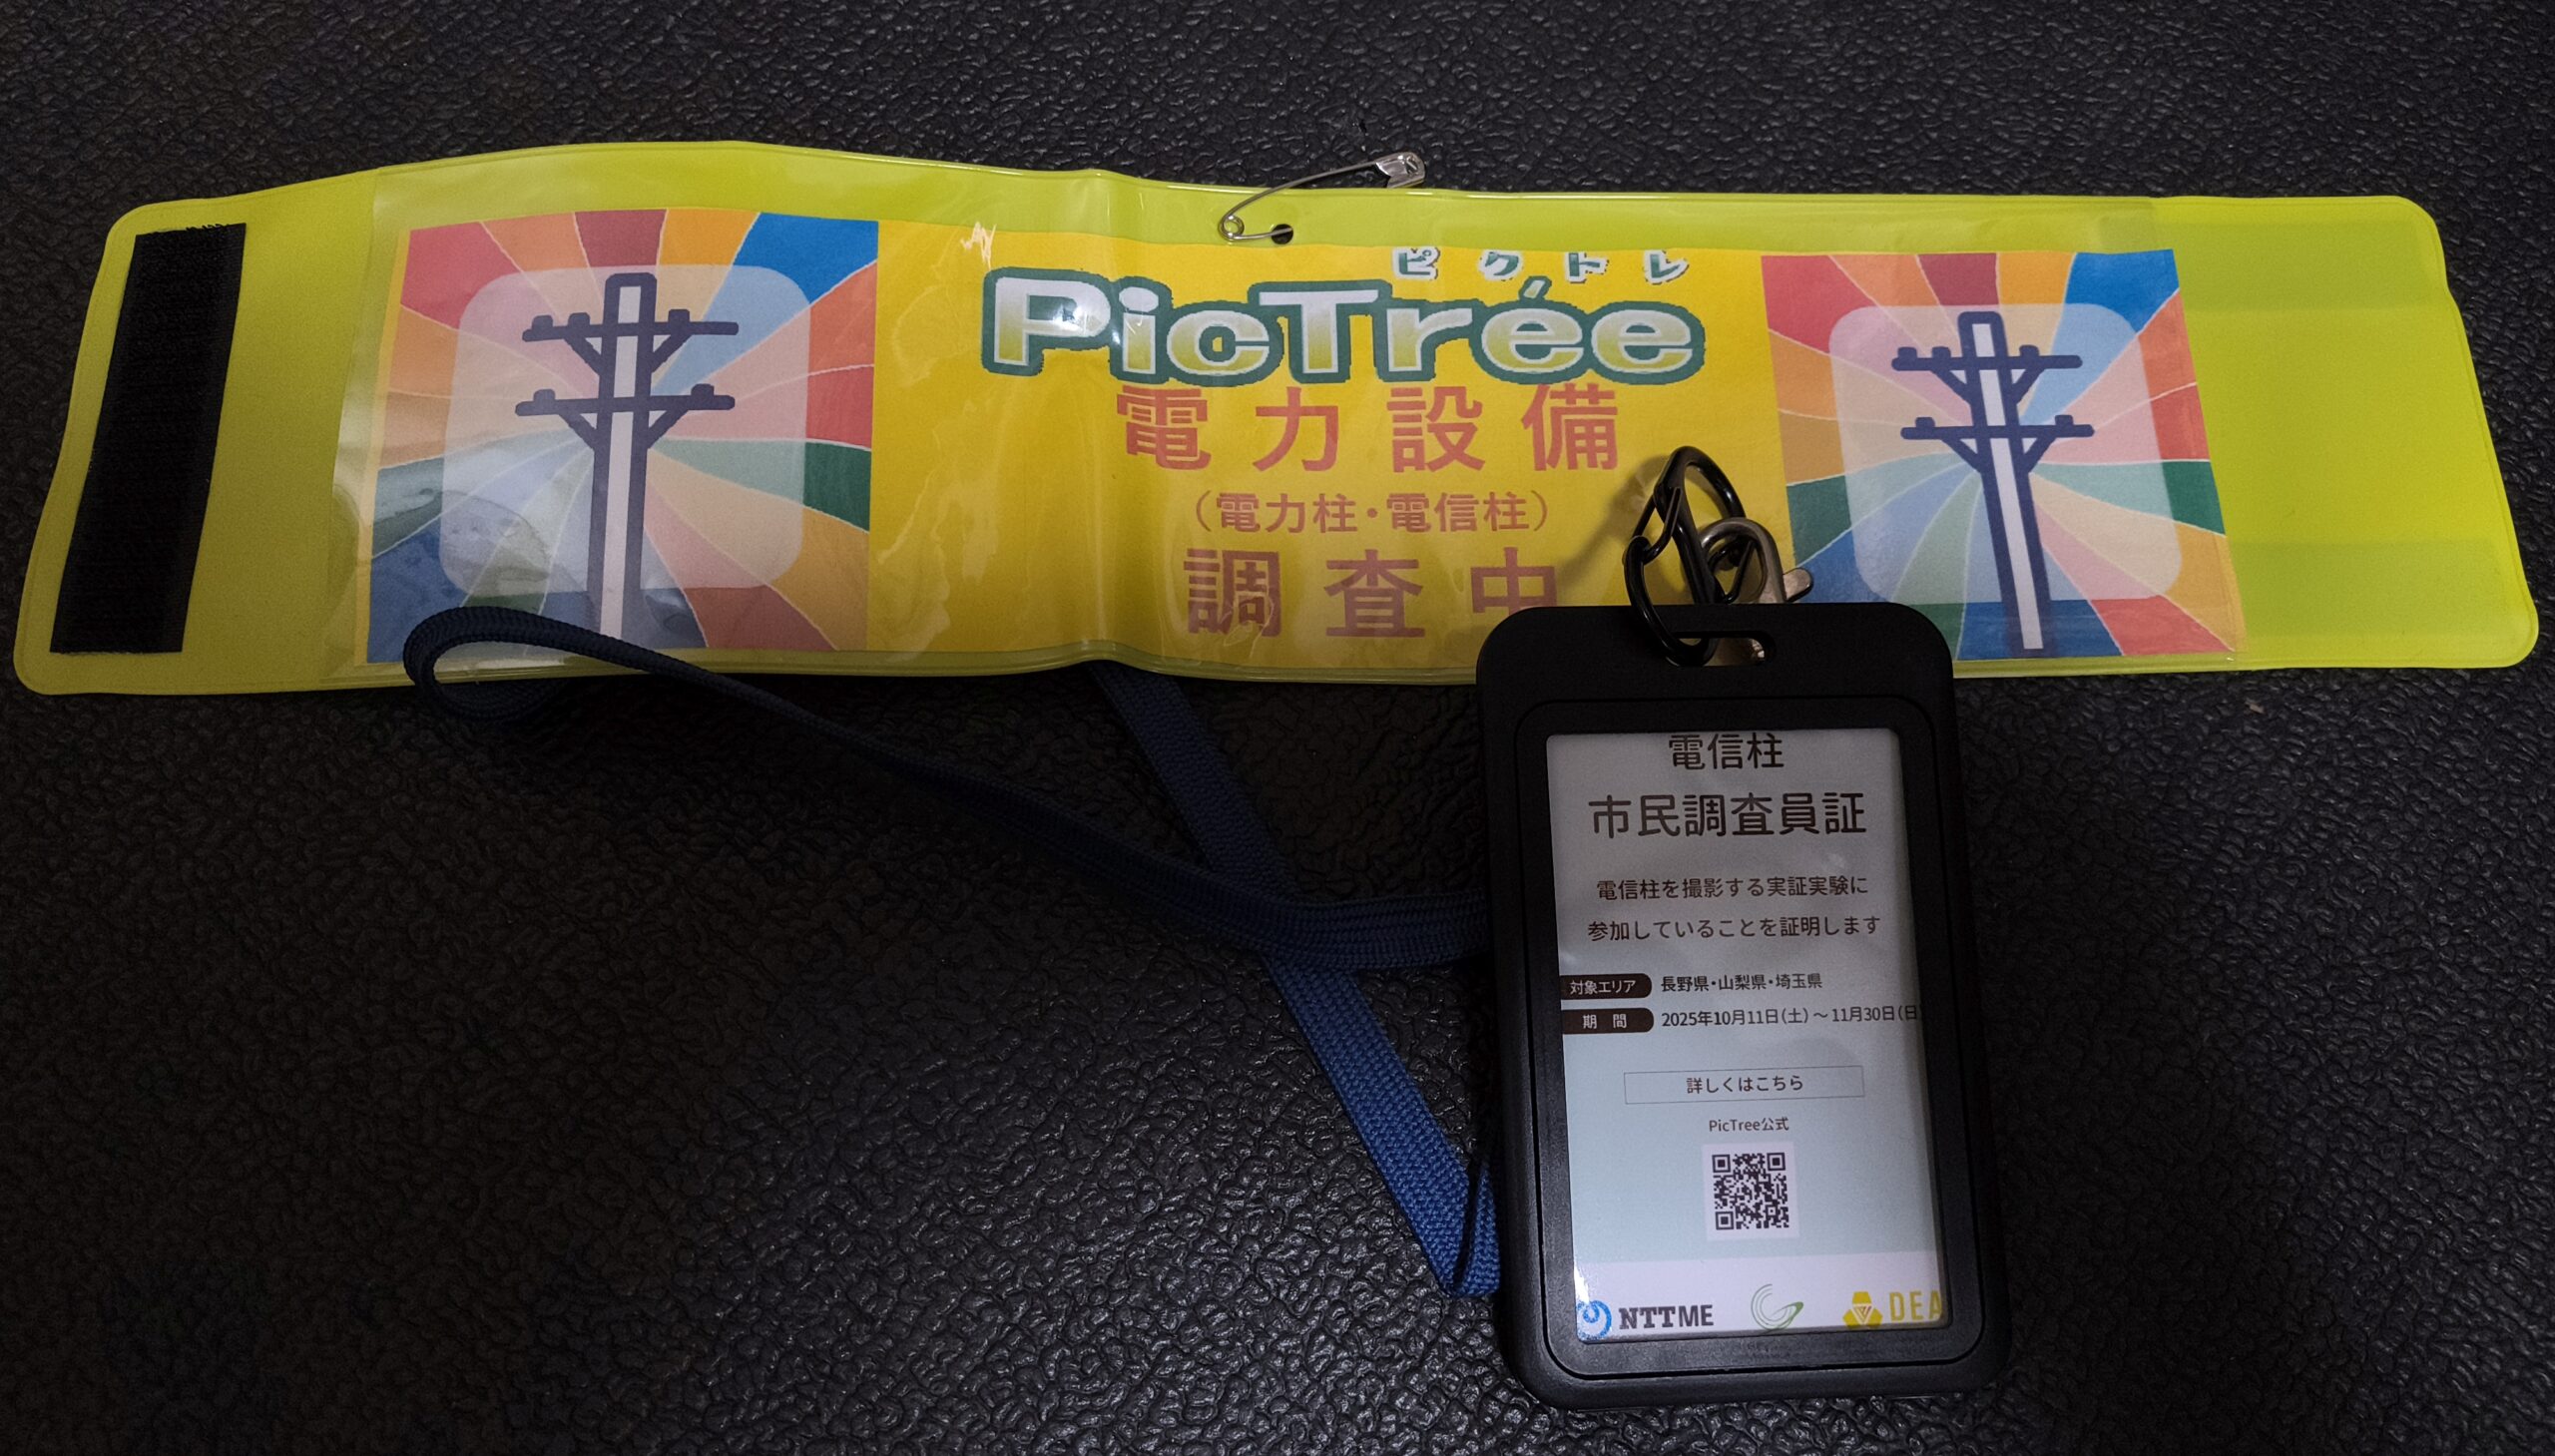 ピクトレ
PicTrée
電力設備
（電力柱・電信柱）
調査中
電信柱
市民調査員証
電信柱を撮影する実証実験に
参加していることを証明します
対象エリア 長野県・山梨県・埼玉県
期間 2025年10月11日（土）～11月30日（日
詳しくはこちら
PicTree公式
NTTME
DEA